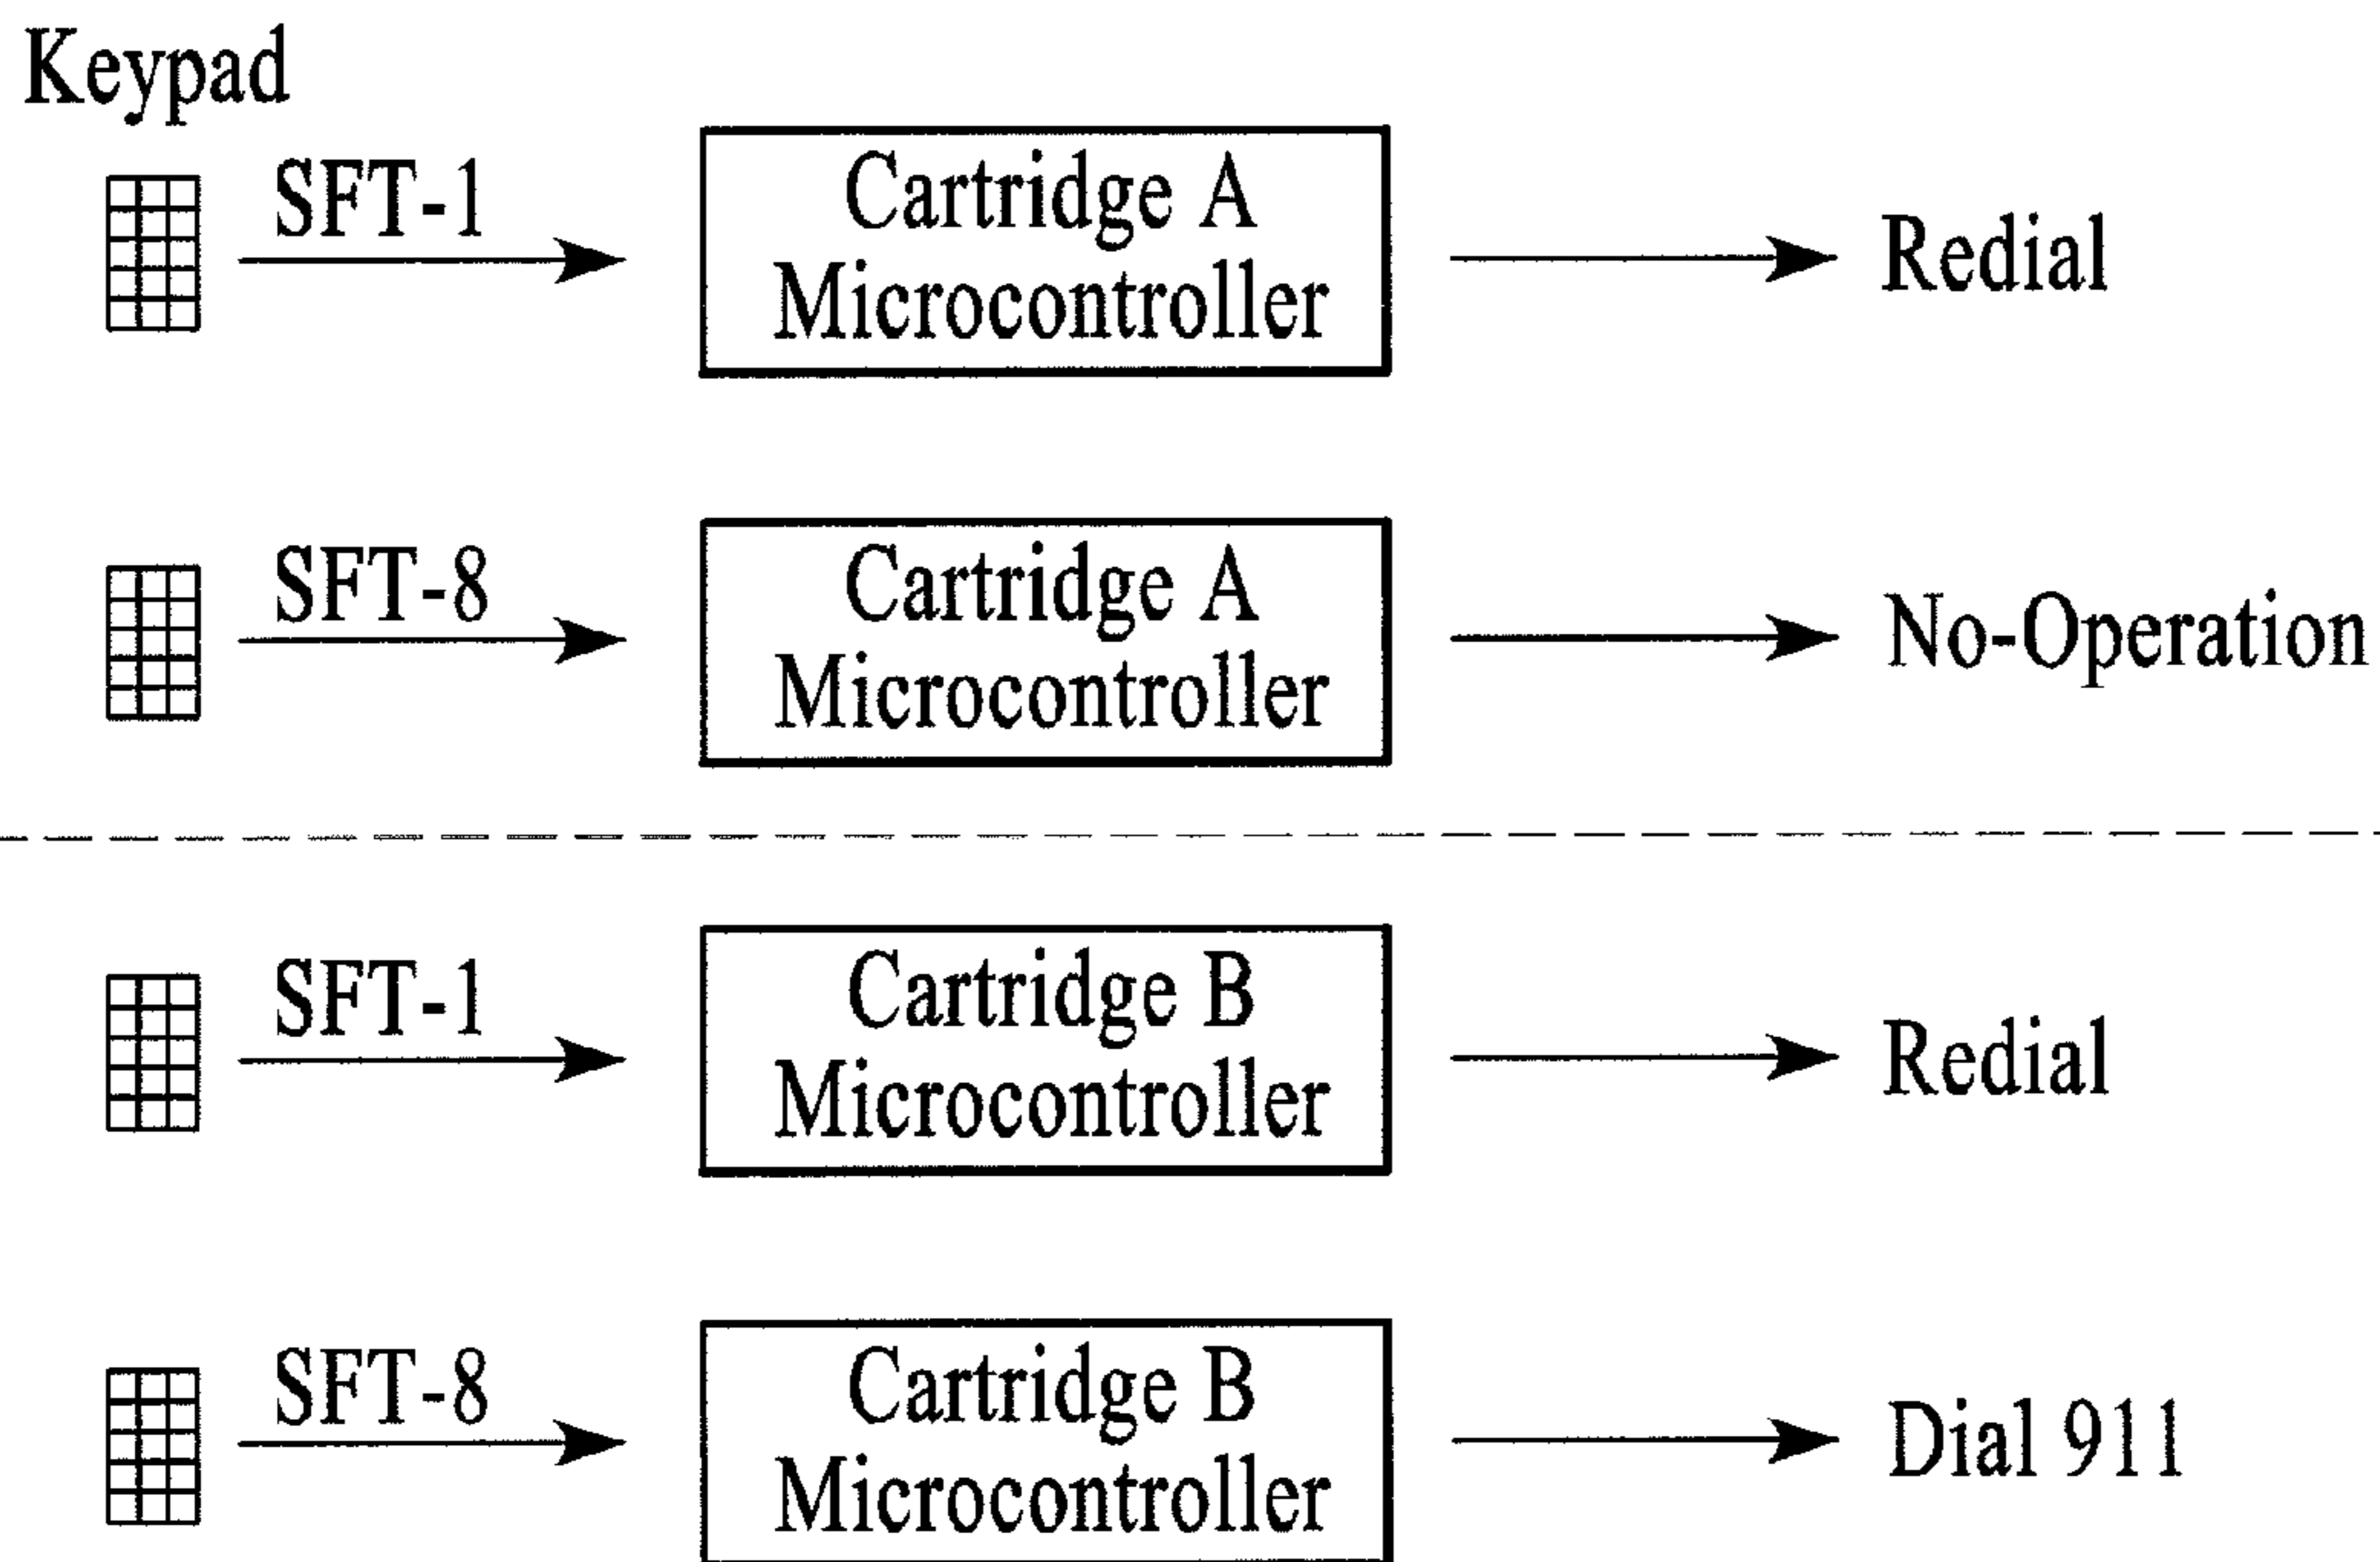 Keypad
SFT-1
Cartridge A
Microcontroller
Redial
SFT-8
Cartridge A
Microcontroller
No-Operation
SFT-1
Cartridge B
Microcontroller
Redial
SFT-8
Cartridge B
Microcontroller
Dial 911